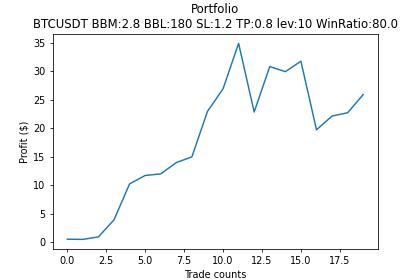 Portfolio
BTCUSDT BBM:2.8 BBL:180 SL:1.2 TP:0.8 lev:10 WinRatio:80.0
35
30
25
20
15
10
5
0
Profit ($)
0.0 2.5 5.0 7.5 10.0 12.5 15.0 17.5
Trade counts